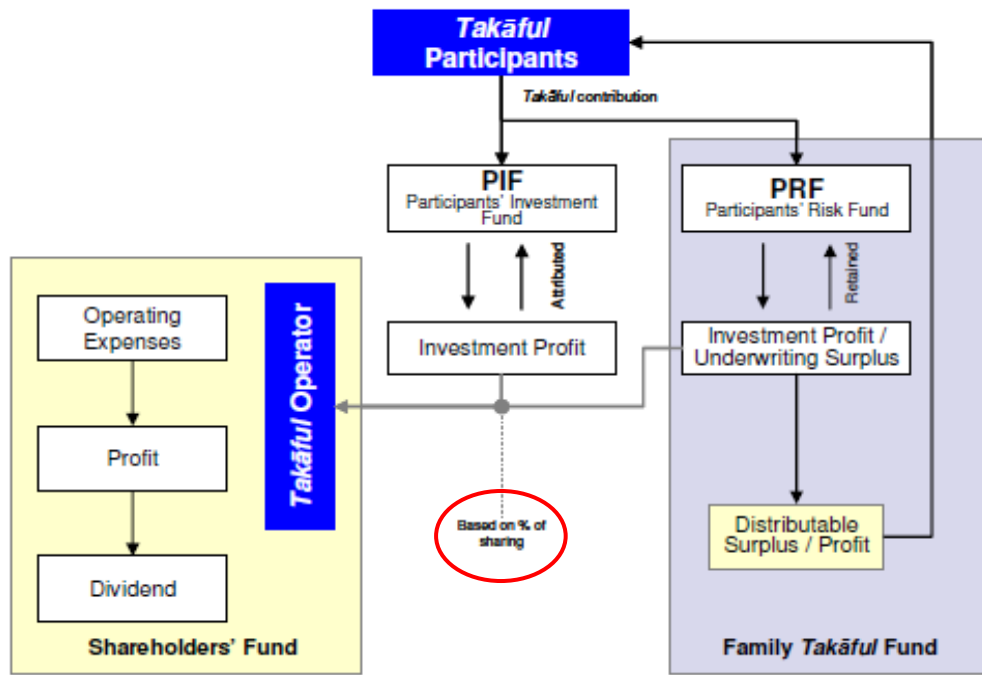 Takāful
Participants
Takāful contribution
PIF
Participants' Investment
Fund
PRF
Participants' Risk Fund
Attributed
Retained
Operating
Expenses
Takāful Operator
Investment Profit
Investment Profit /
Underwriting Surplus
Profit
Based on % of
sharing
Distributable
Surplus / Profit
Dividend
Shareholders' Fund
Family Takāful Fund